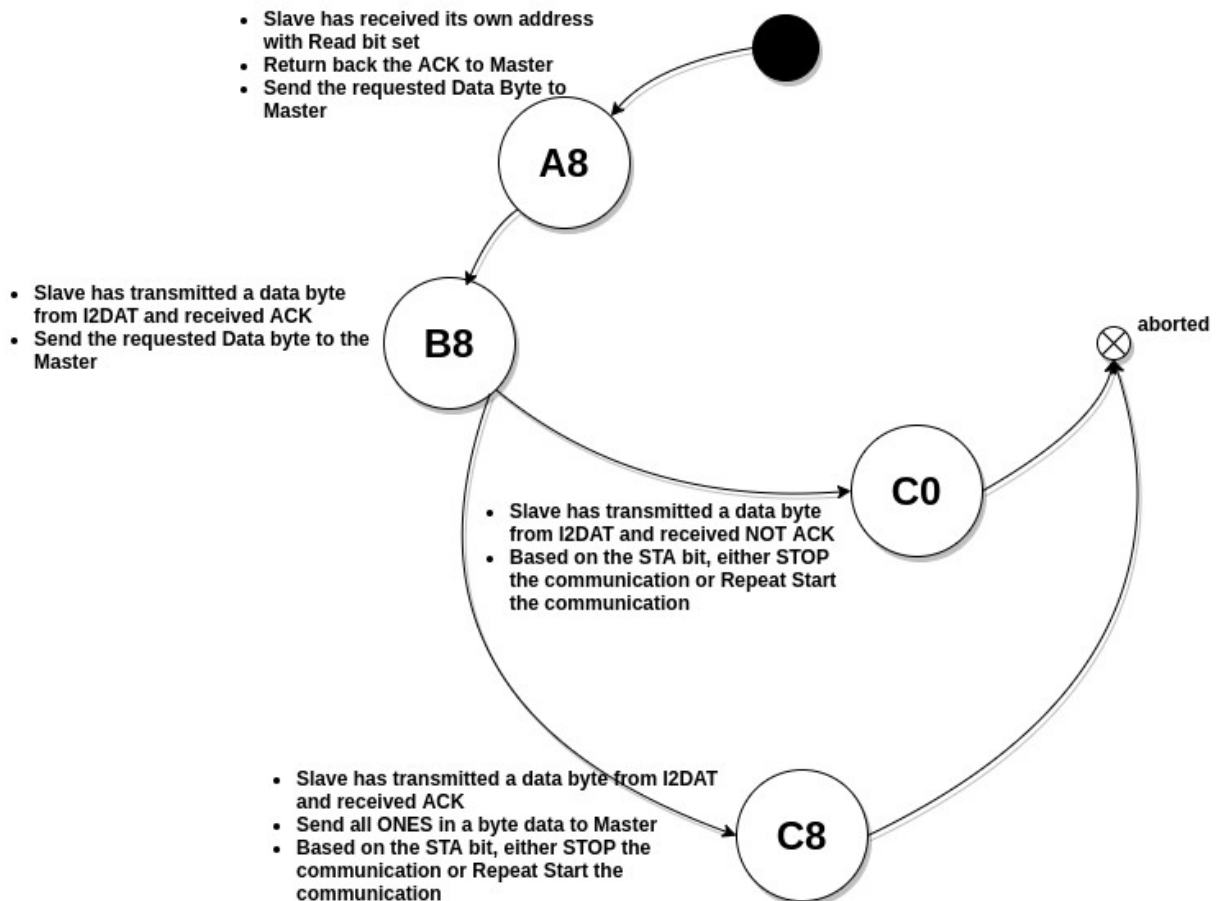 • Slave has received its own address
with Read bit set
• Return back the ACK to Master
• Send the requested Data Byte to
Master
A8
• Slave has transmitted a data byte
from I2DAT and received ACK
• Send the requested Data byte to the
Master
B8
aborted
C0
• Slave has transmitted a data byte
from I2DAT and received NOT ACK
• Based on the STA bit, either STOP
the communication or Repeat Start
the communication
• Slave has transmitted a data byte from I2DAT
and received ACK
• Send all ONES in a byte data to Master
• Based on the STA bit, either STOP the
communication or Repeat Start the
communication
C8